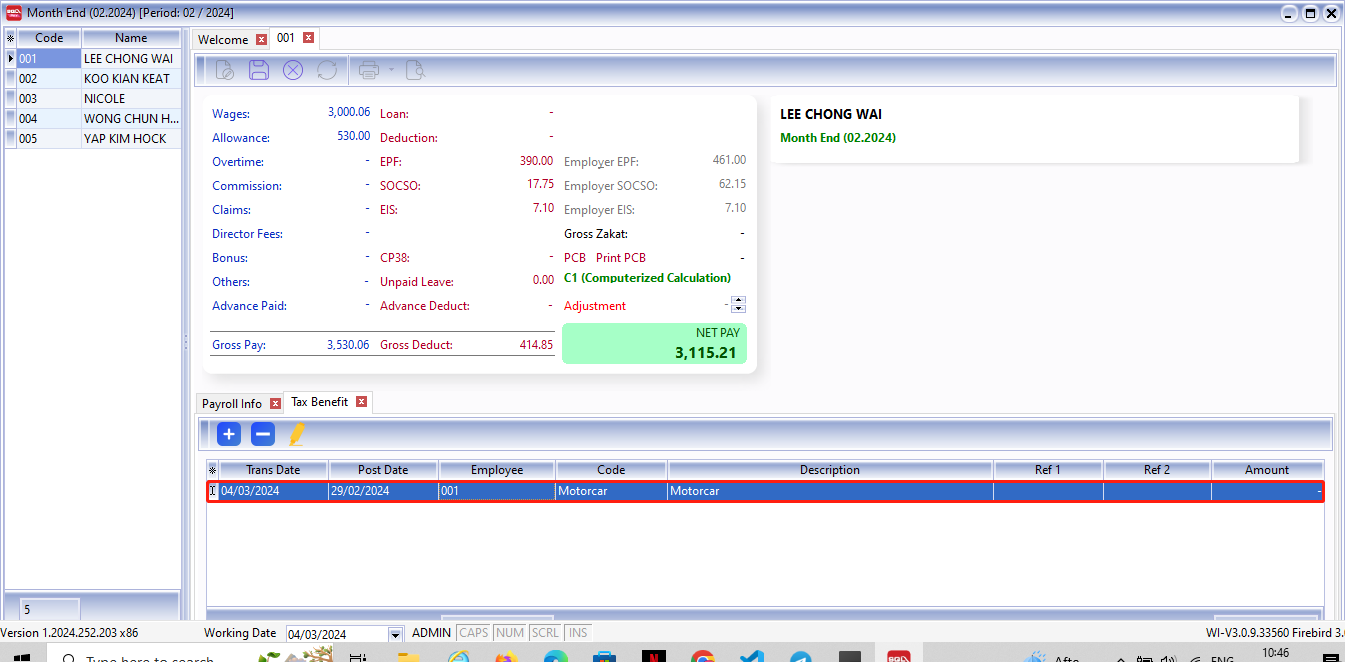 Month End (02.2024) [Period: 02 / 2024]
Code Name
001 LEE CHONG WAI
002 KOO KIAN KEAT
003 NICOLE
004 WONG CHUN H...
005 YAP KIM HOCK
5
Welcome 001
Wages: 3,000.06 Loan: -
Allowance: 530.00 Deduction: -
Overtime: - EPF: 390.00 Employer EPF: 461.00
Commission: - SOCSO: 17.75 Employer SOCSO: 62.15
Claims: - EIS: 7.10 Employer EIS: 7.10
Director Fees: - Gross Zakat: -
Bonus: - CP38: - PCB Print PCB -
Others: - Unpaid Leave: 0.00 C1 (Computerized Calculation)
Advance Paid: - Advance Deduct: - Adjustment -
Gross Pay: 3,530.06 Gross Deduct: 414.85
NET PAY
3,115.21
LEE CHONG WAI
Month End (02.2024)
Payroll Info Tax Benefit
Trans Date Post Date Employee Code Description Ref 1 Ref 2 Amount
04/03/2024 29/02/2024 001 Motorcar Motorcar -
Version 1.2024.252.203 x86 Working Date 04/03/2024 ADMIN CAPS NUM SCRL INS WI-V3.0.9.33560 Firebird 3.0
Type here to search ENG 10:46